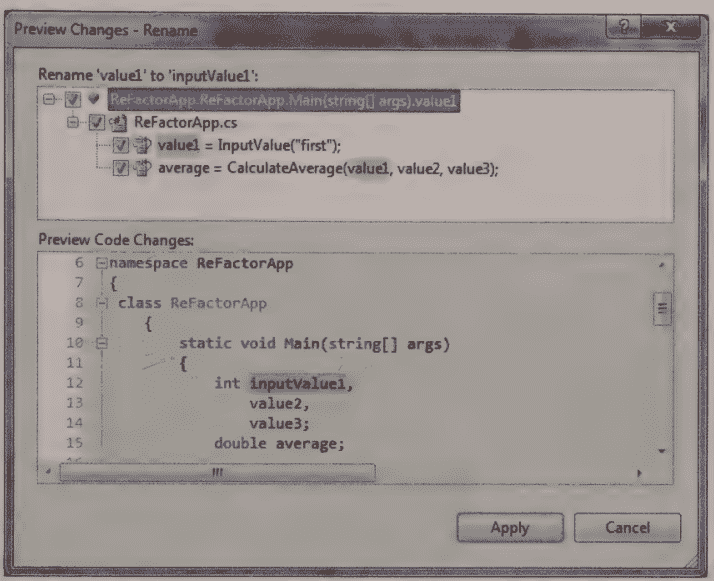 Preview Changes - Rename
Rename 'value1' to 'inputValue1':
ReFactorApp.ReFactorApp.Main(string[] args).value1
ReFactorApp.cs
value1 = InputValue("first");
average = CalculateAverage(value1, value2, value3);
Preview Code Changes:
6 namespace ReFactorApp
7 {
8 class ReFactorApp
9 {
10 static void Main(string[] args)
11 {
12 int inputValue1,
13 value2,
14 value3;
15 double average;
Apply Cancel